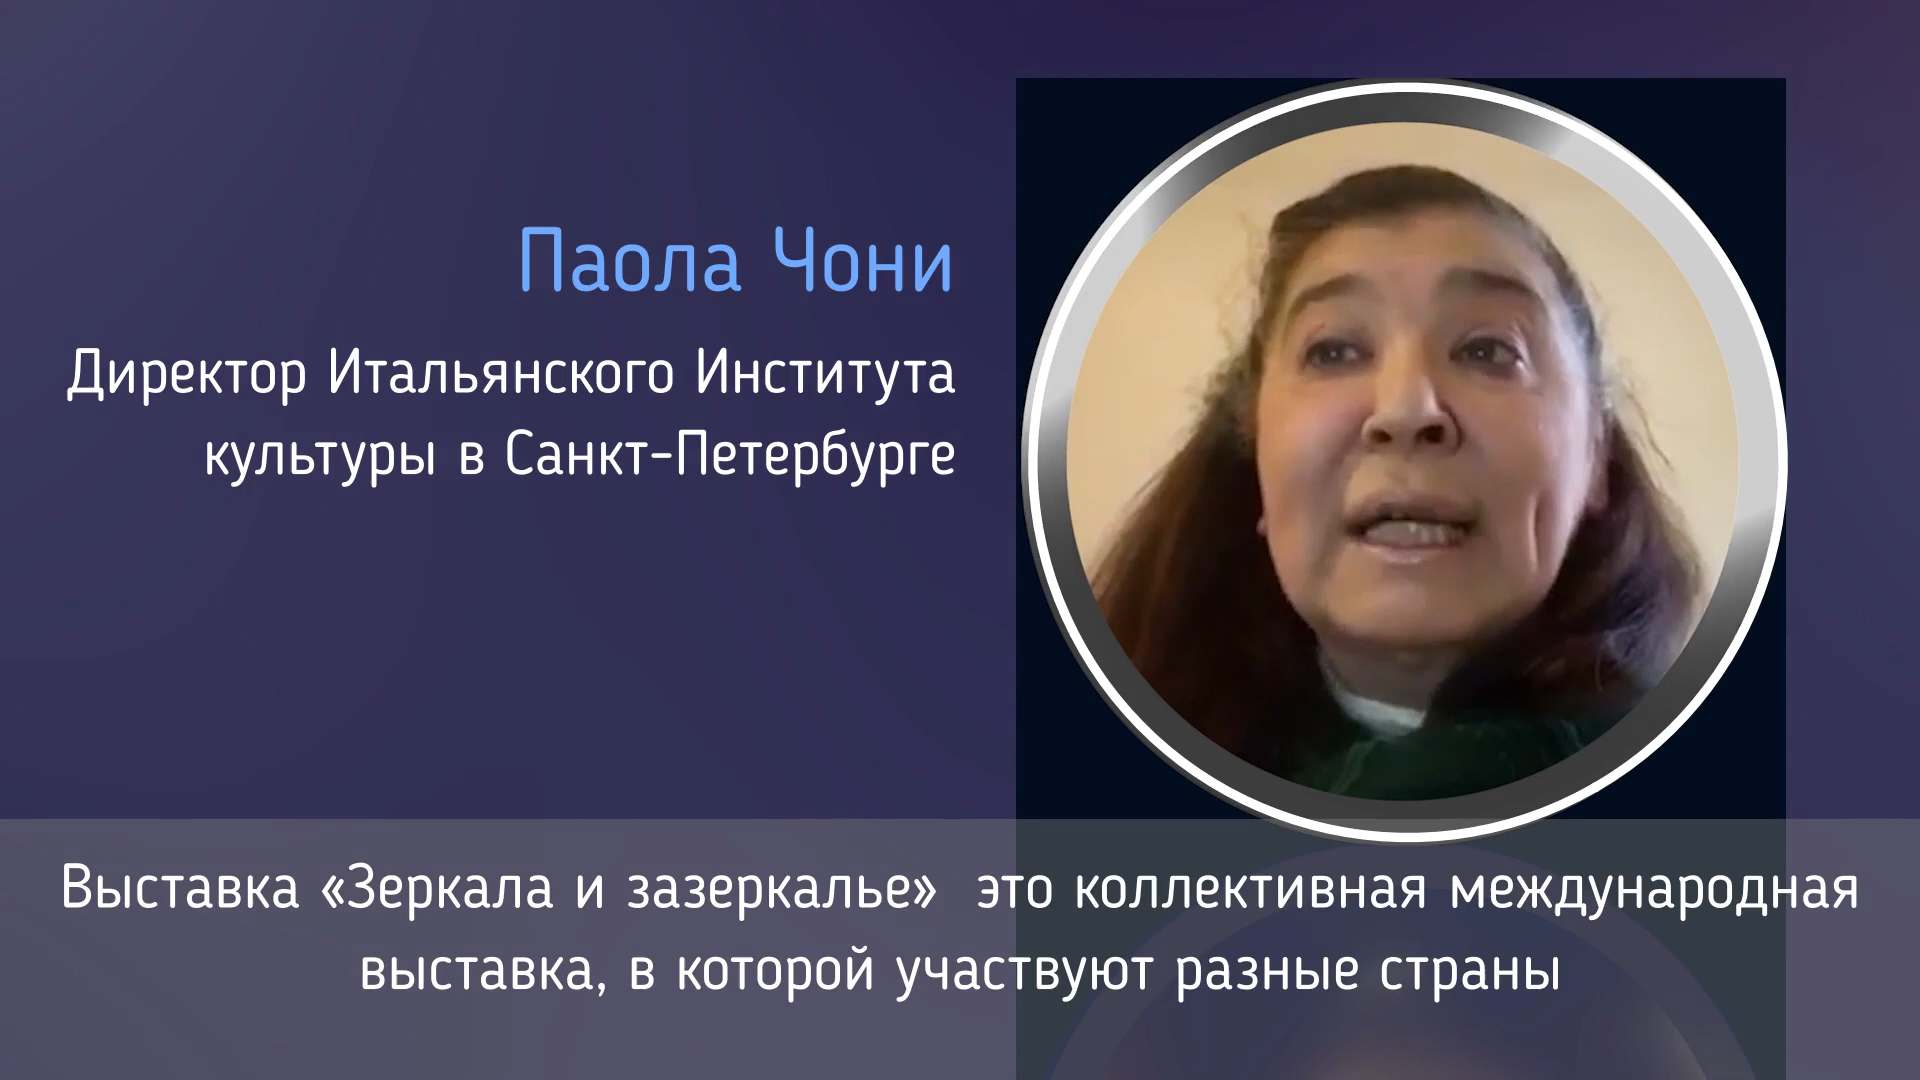 Паола Чони
Директор Итальянского Института
культуры в Санкт-Петербурге
Выставка «Зеркала и зазеркалье»  это коллективная международная
выставка, в которой участвуют разные страны